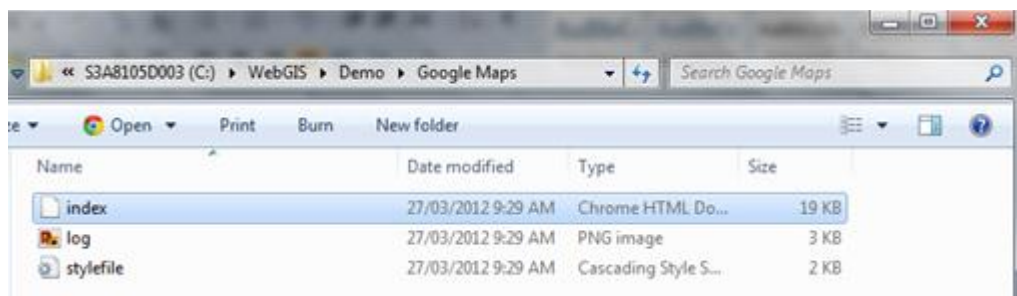 « S3A8105D003 (C:) ▸ WebGIS ▸ Demo ▸ Google Maps Search Google Maps
Open Print Burn New folder
Name Date modified Type Size
index 27/03/2012 9:29 AM Chrome HTML Do... 19 KB
log 27/03/2012 9:29 AM PNG image 3 KB
stylefile 27/03/2012 9:29 AM Cascading Style S... 2 KB